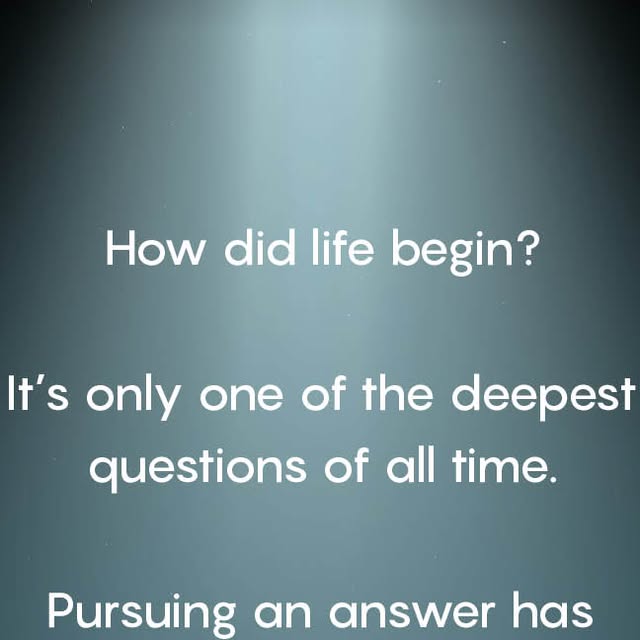 How did life begin?
It’s only one of the deepest
questions of all time.
Pursuing an answer has